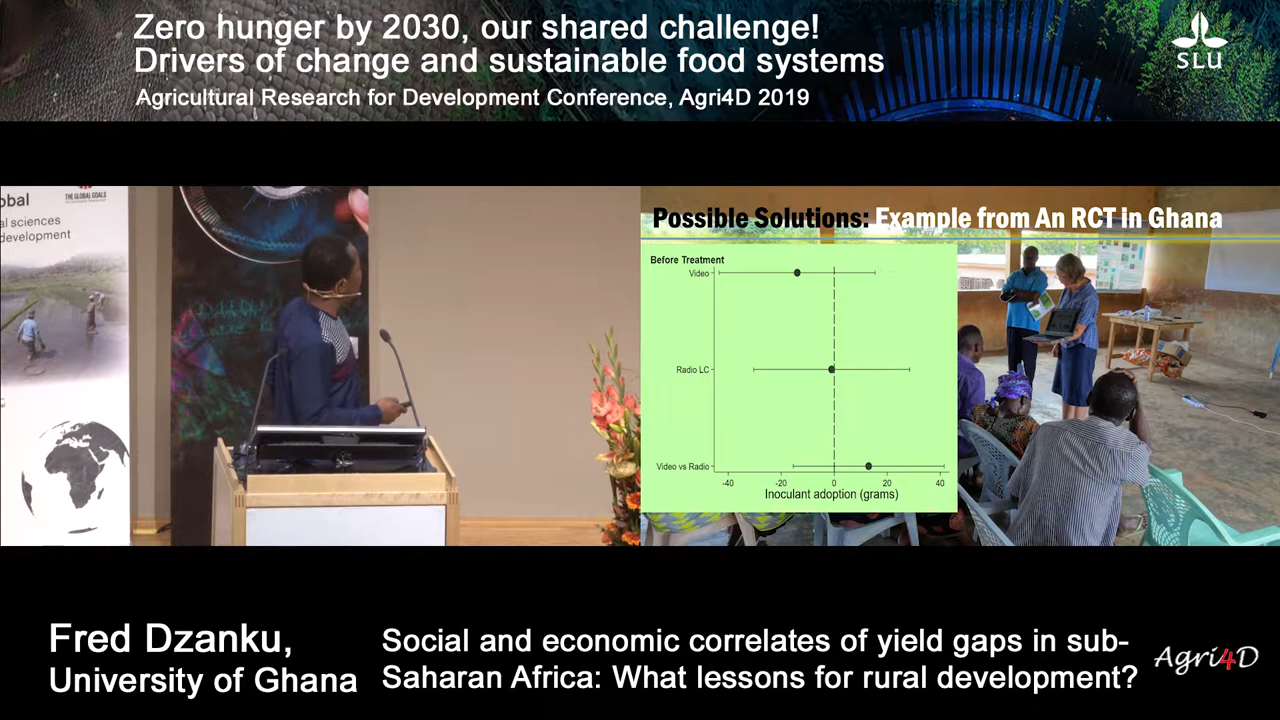 Zero hunger by 2030, our shared challenge!
Drivers of change and sustainable food systems
Agricultural Research for Development Conference, Agri4D 2019
SLU
obal
al sciences
development
THE GLOBAL GOALS
Possible Solutions: Example from An RCT in Ghana
Before Treatment
Video
Radio LC
Video vs Radio
-40 -20 0 20 40
Inoculant adoption (grams)
Fred Dzanku,
University of Ghana
Social and economic correlates of yield gaps in sub-
Saharan Africa: What lessons for rural development?
Agri4D